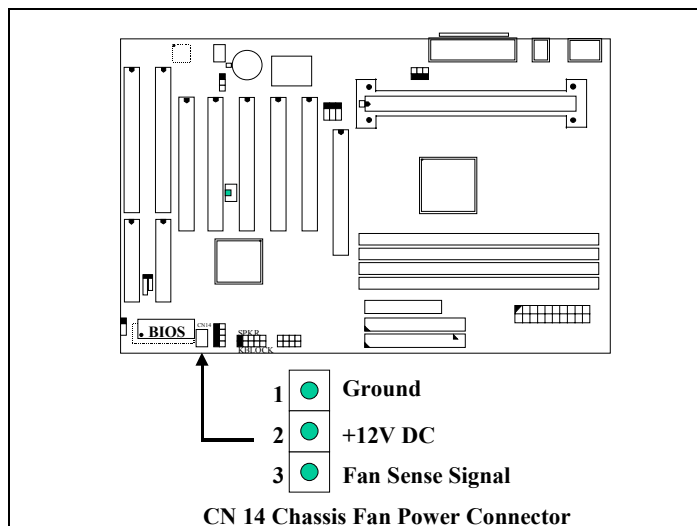 BIOS
CN14
SPKR
KBLOCK
1 Ground
2 +12V DC
3 Fan Sense Signal
CN 14 Chassis Fan Power Connector